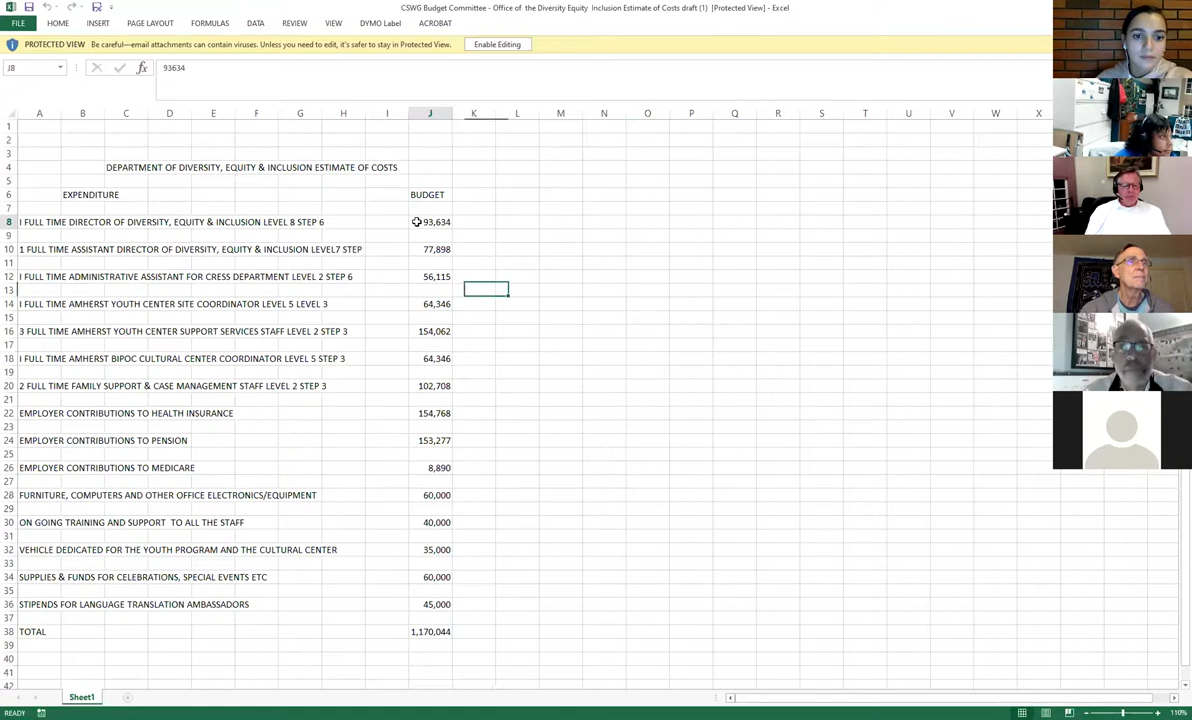 CSWG Budget Committee - Office of the Diversity Equity Inclusion Estimate of Costs draft (1) [Protected View] - Excel
FILE HOME INSERT PAGE LAYOUT FORMULAS DATA REVIEW VIEW DYMO Label ACROBAT
PROTECTED VIEW Be careful—email attachments can contain viruses. Unless you need to edit, it's safer to stay in Protected View. Enable Editing
J8 fx 93634
A B C D E F G H I J K L M N O P Q R S T U V W X
1
2
3
4 DEPARTMENT OF DIVERSITY, EQUITY & INCLUSION ESTIMATE OF COSTS
5
6 EXPENDITURE BUDGET
7
8 I FULL TIME DIRECTOR OF DIVERSITY, EQUITY & INCLUSION LEVEL 8 STEP 6 93,634
9
10 1 FULL TIME ASSISTANT DIRECTOR OF DIVERSITY, EQUITY & INCLUSION LEVEL7 STEP 77,898
11
12 I FULL TIME ADMINISTRATIVE ASSISTANT FOR CRESS DEPARTMENT LEVEL 2 STEP 6 56,115
13
14 I FULL TIME AMHERST YOUTH CENTER SITE COORDINATOR LEVEL 5 LEVEL 3 64,346
15
16 3 FULL TIME AMHERST YOUTH CENTER SUPPORT SERVICES STAFF LEVEL 2 STEP 3 154,062
17
18 I FULL TIME AMHERST BIPOC CULTURAL CENTER COORDINATOR LEVEL 5 STEP 3 64,346
19
20 2 FULL TIME FAMILY SUPPORT & CASE MANAGEMENT STAFF LEVEL 2 STEP 3 102,708
21
22 EMPLOYER CONTRIBUTIONS TO HEALTH INSURANCE 154,768
23
24 EMPLOYER CONTRIBUTIONS TO PENSION 153,277
25
26 EMPLOYER CONTRIBUTIONS TO MEDICARE 8,890
27
28 FURNITURE, COMPUTERS AND OTHER OFFICE ELECTRONICS/EQUIPMENT 60,000
29
30 ON GOING TRAINING AND SUPPORT TO ALL THE STAFF 40,000
31
32 VEHICLE DEDICATED FOR THE YOUTH PROGRAM AND THE CULTURAL CENTER 35,000
33
34 SUPPLIES & FUNDS FOR CELEBRATIONS, SPECIAL EVENTS ETC 60,000
35
36 STIPENDS FOR LANGUAGE TRANSLATION AMBASSADORS 45,000
37
38 TOTAL 1,170,044
39
40
41
42
Sheet1
READY 110%